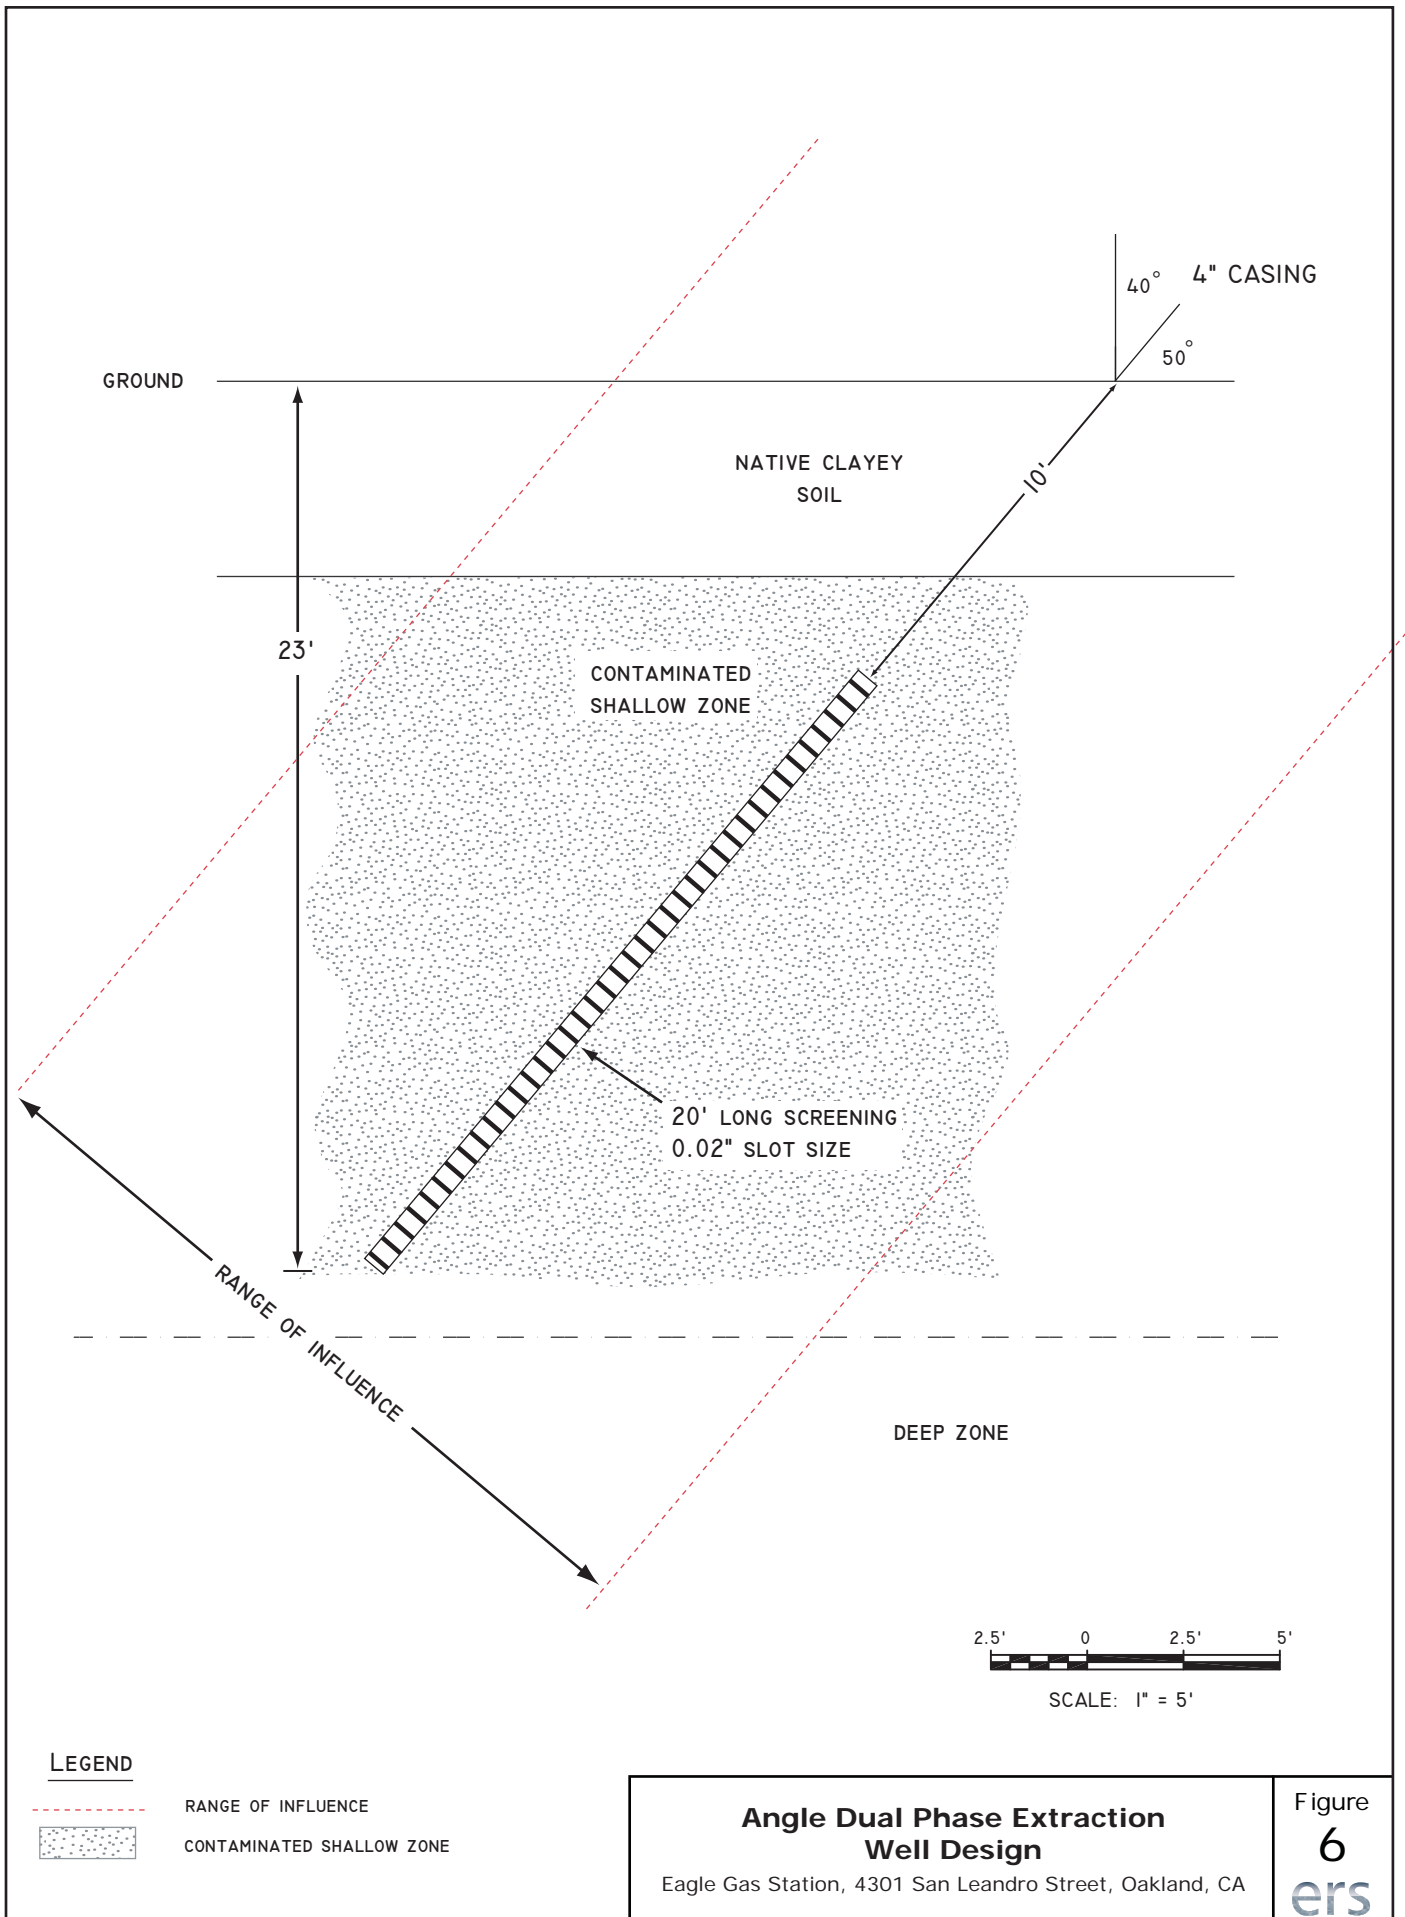 40°
4" CASING
50°
GROUND
NATIVE CLAYEY
SOIL
10'
23'
CONTAMINATED
SHALLOW ZONE
20' LONG SCREENING
0.02" SLOT SIZE
RANGE OF INFLUENCE
DEEP ZONE
2.5' 0 2.5' 5'
SCALE: 1" = 5'
LEGEND
RANGE OF INFLUENCE
CONTAMINATED SHALLOW ZONE
Angle Dual Phase Extraction
Well Design
Eagle Gas Station, 4301 San Leandro Street, Oakland, CA
Figure
6
ers